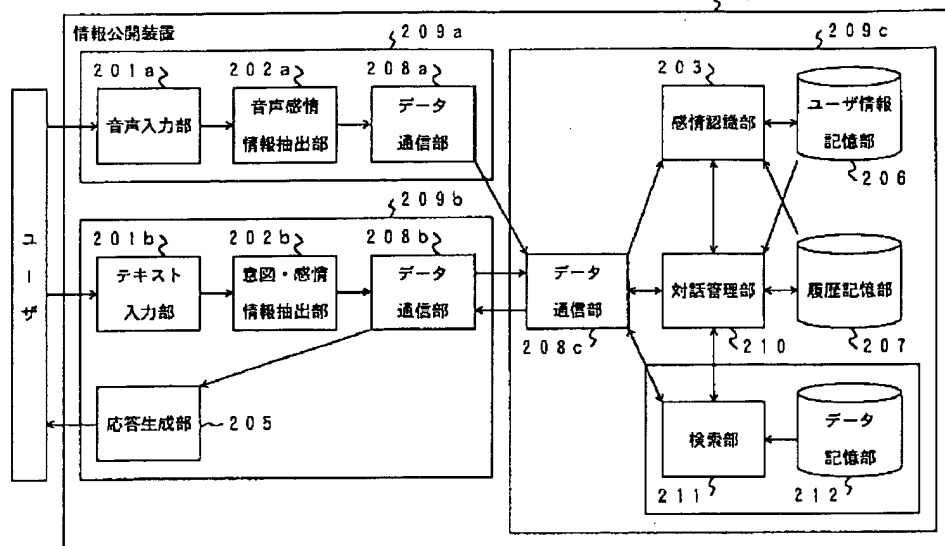 情報公開装置
209a
209c
201a
202a
208a
203
音声入力部
音声感情
情報抽出部
データ
通信部
感情認識部
ユーザ情報
記憶部
206
209b
201b
202b
208b
ユーザ
テキスト
入力部
意図・感情
情報抽出部
データ
通信部
データ
通信部
対話管理部
履歴記憶部
208c
210
207
応答生成部
205
検索部
データ
記憶部
211
212